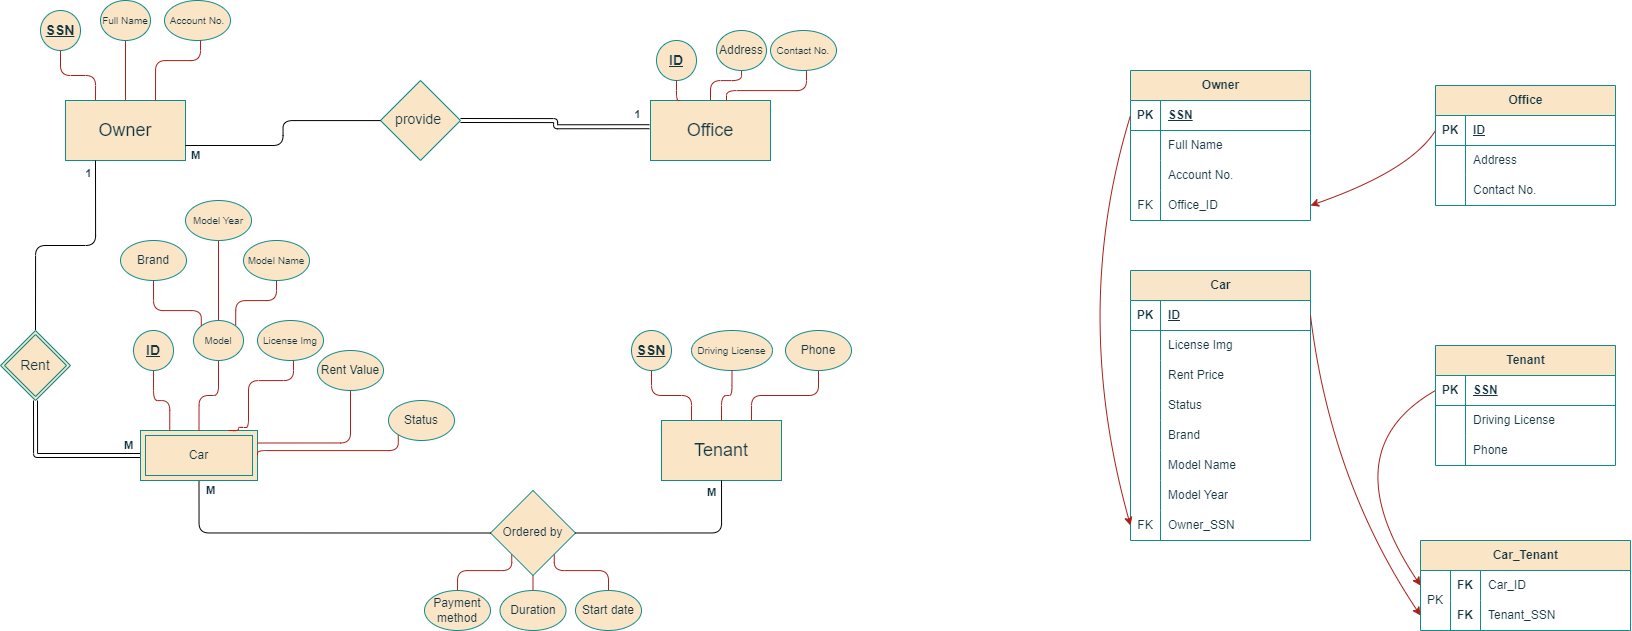 SSN
Full Name
Account No.
Owner
M
1
provide
1
ID
Address
Contact No.
Office
Rent
M
Brand
Model Year
Model Name
ID
Model
License Img
Rent Value
Status
Car
M
SSN
Driving License
Phone
Tenant
M
Ordered by
Payment
method
Duration
Start date
Owner
PK SSN
Full Name
Account No.
FK Office_ID
Office
PK ID
Address
Contact No.
Car
PK ID
License Img
Rent Price
Status
Brand
Model Name
Model Year
FK Owner_SSN
Tenant
PK SSN
Driving License
Phone
Car_Tenant
PK
FK Car_ID
FK Tenant_SSN